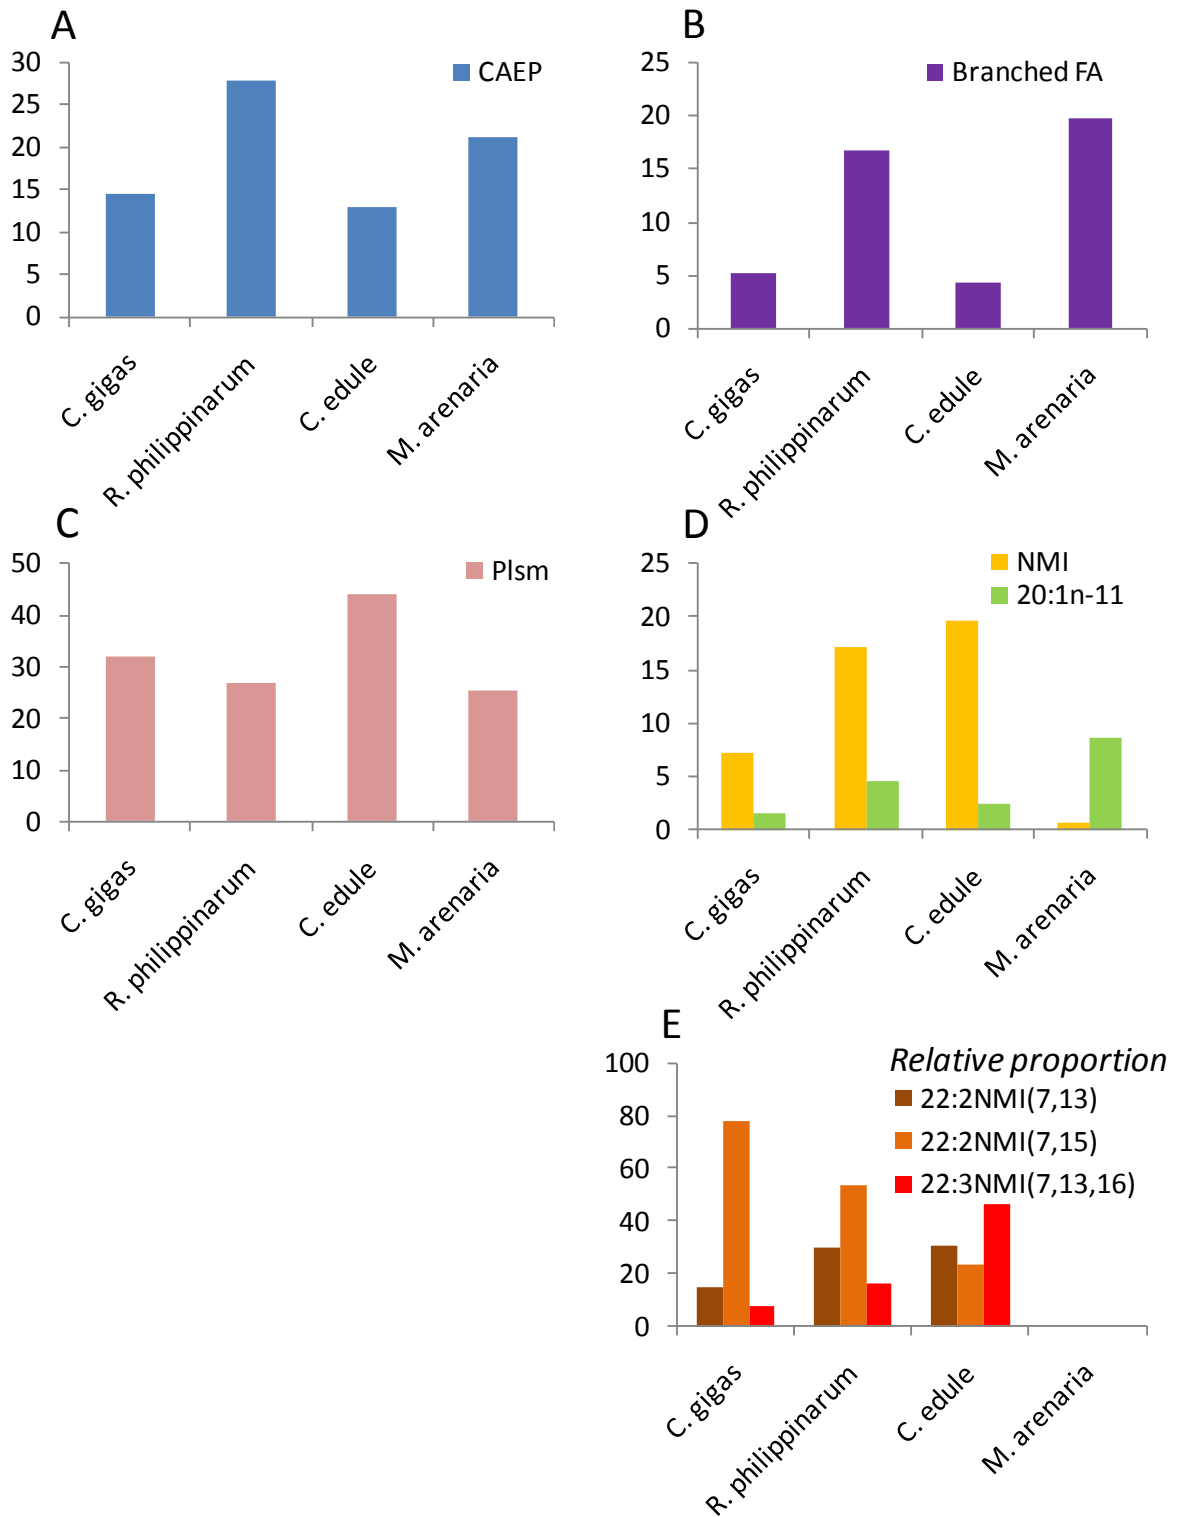 A
30
25
20
15
10
5
0
CAEP
C. gigas
R. philippinarum
C. edule
M. arenaria
B
25
20
15
10
5
0
Branched FA
C. gigas
R. philippinarum
C. edule
M. arenaria
C
50
40
30
20
10
0
Plsm
C. gigas
R. philippinarum
C. edule
M. arenaria
D
25
20
15
10
5
0
NMI
20:1n-11
C. gigas
R. philippinarum
C. edule
M. arenaria
E
100
80
60
40
20
0
Relative proportion
22:2NMI(7,13)
22:2NMI(7,15)
22:3NMI(7,13,16)
C. gigas
R. philippinarum
C. edule
M. arenaria